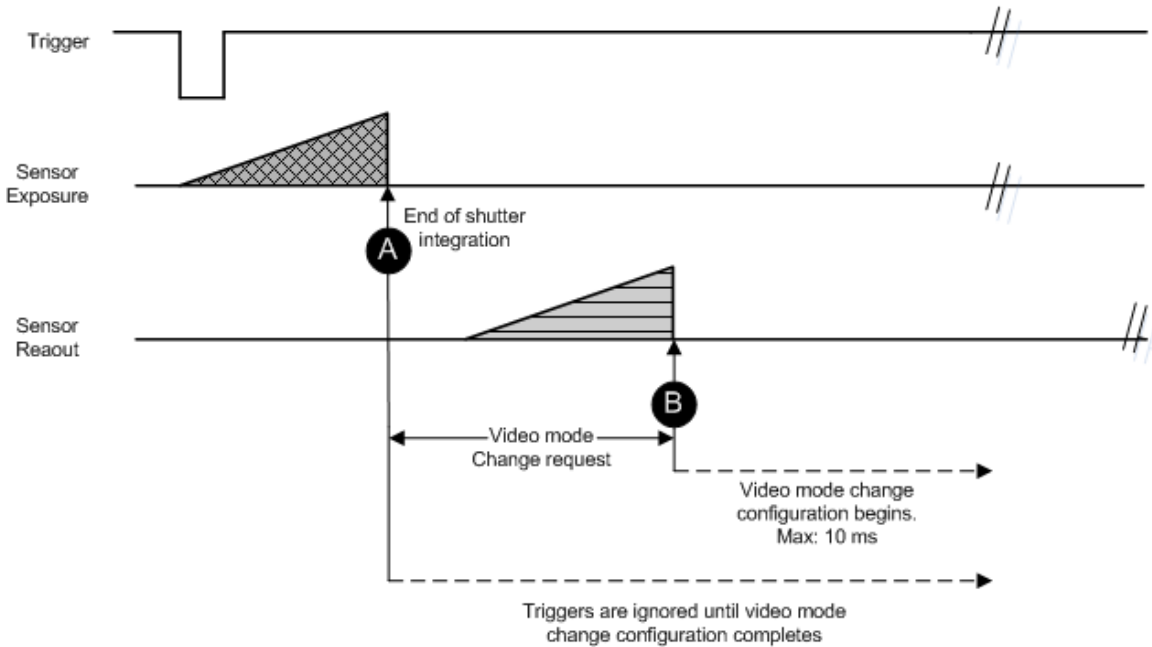 Trigger
Sensor
Exposure
End of shutter
integration
A
Sensor
Reaout
B
Video mode
Change request
Video mode change
configuration begins.
Max: 10 ms
Triggers are ignored until video mode
change configuration completes